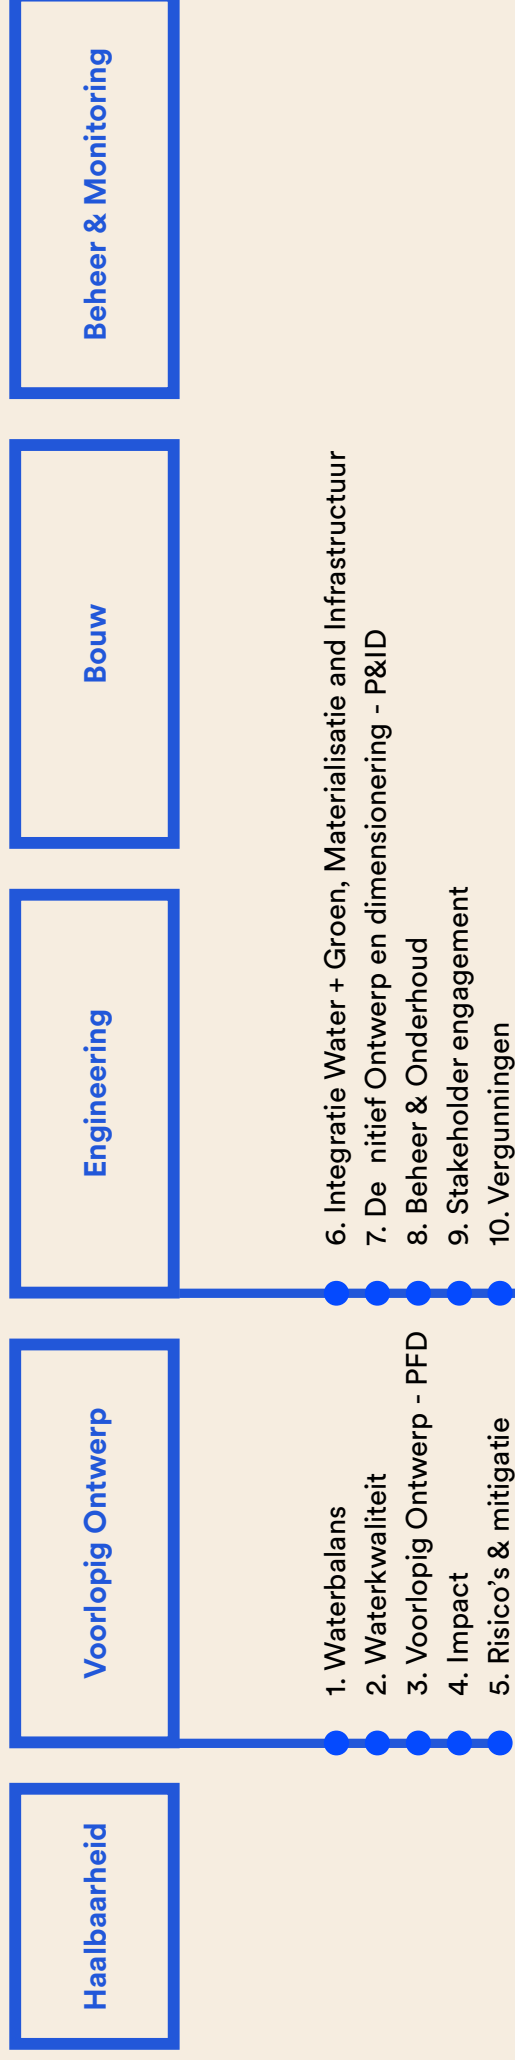 Haalbaarheid
Voorlopig Ontwerp
1. Waterbalans
2. Waterkwaliteit
3. Voorlopig Ontwerp - PFD
4. Impact
5. Risico’s & mitigatie
Engineering
6. Integratie Water + Groen, Materialisatie and Infrastructuur
7. De nitief Ontwerp en dimensionering - P&ID
8. Beheer & Onderhoud
9. Stakeholder engagement
10. Vergunningen
Bouw
Beheer & Monitoring